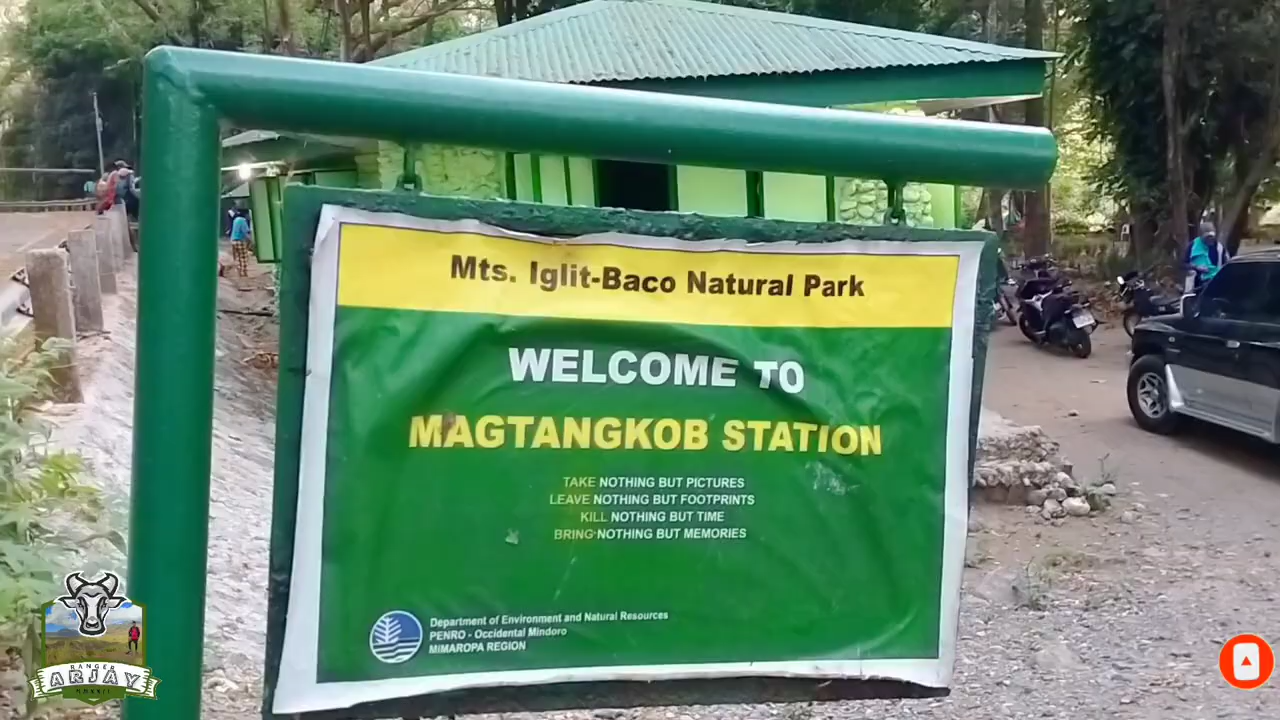 Mts. Iglit-Baco Natural Park
WELCOME TO
MAGTANGKOB STATION
TAKE NOTHING BUT PICTURES
LEAVE NOTHING BUT FOOTPRINTS
KILL NOTHING BUT TIME
BRING NOTHING BUT MEMORIES
Department of Environment and Natural Resources
PENRO - Occidental Mindoro
MIMAROPA REGION
RANGER
ARJAY